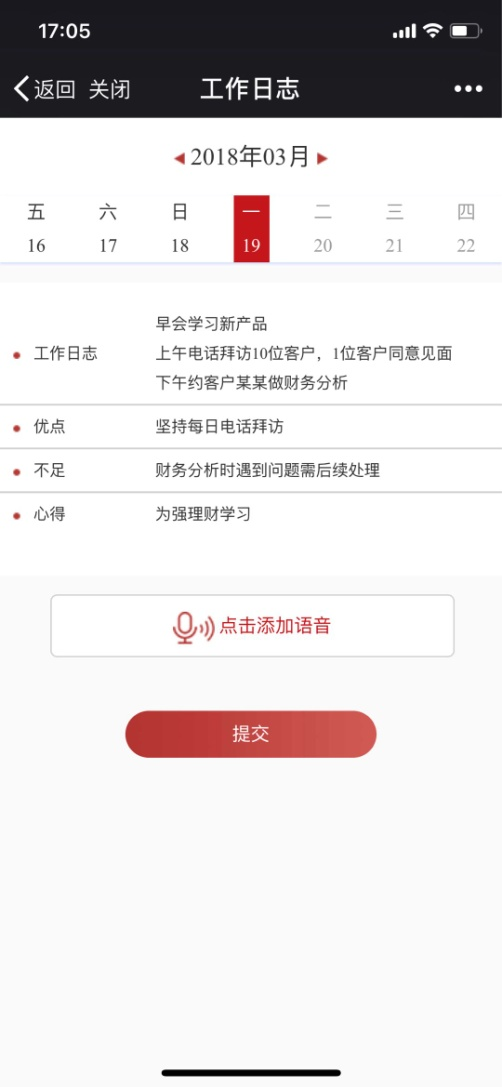 17:05
返回 关闭 工作日志
2018年03月
五 六 日 一 二 三 四
16 17 18 19 20 21 22
早会学习新产品
工作日志 上午电话拜访10位客户，1位客户同意见面
下午约客户某某做财务分析
优点 坚持每日电话拜访
不足 财务分析时遇到问题需后续处理
心得 为强理财学习
点击添加语音
提交